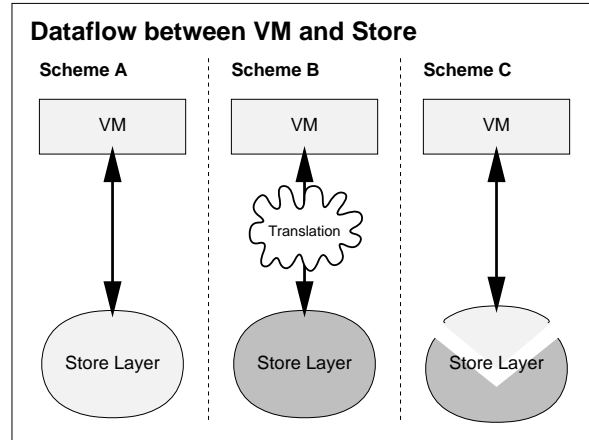 Dataflow between VM and Store
Scheme A
Scheme B
Scheme C
VM
VM
VM
Translation
Store Layer
Store Layer
Store Layer